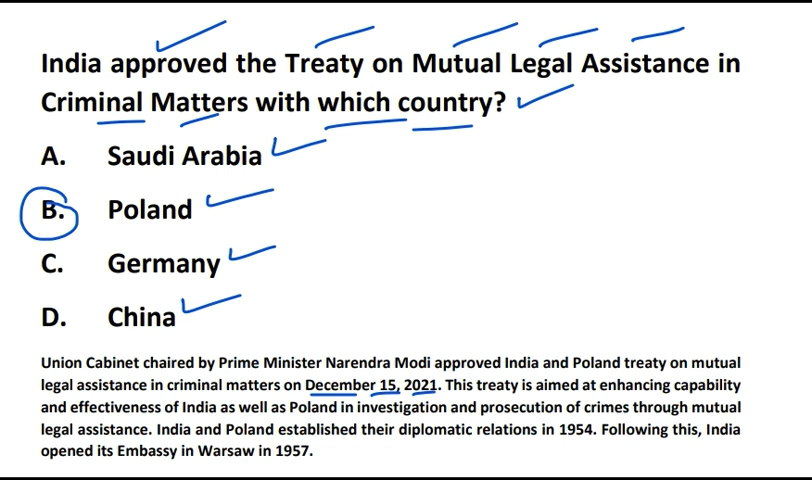 India approved the Treaty on Mutual Legal Assistance in
Criminal Matters with which country?
A. Saudi Arabia
B. Poland
C. Germany
D. China
Union Cabinet chaired by Prime Minister Narendra Modi approved India and Poland treaty on mutual
legal assistance in criminal matters on December 15, 2021. This treaty is aimed at enhancing capability
and effectiveness of India as well as Poland in investigation and prosecution of crimes through mutual
legal assistance. India and Poland established their diplomatic relations in 1954. Following this, India
opened its Embassy in Warsaw in 1957.